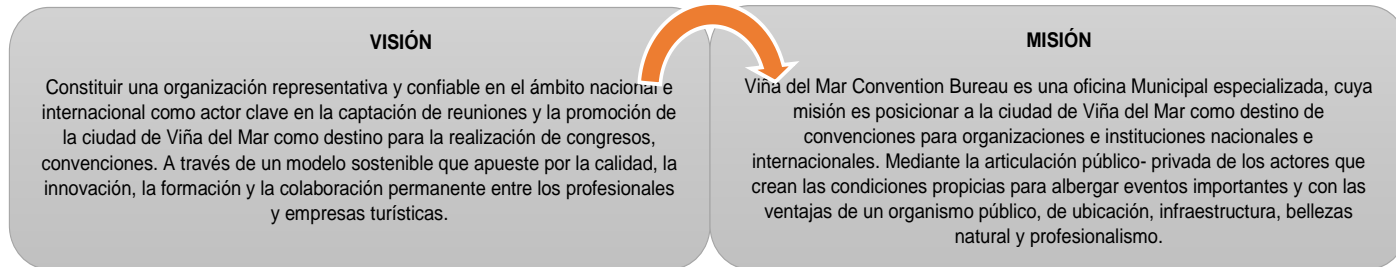 VISIÓN
Constituir una organización representativa y confiable en el ámbito nacional e
internacional como actor clave en la captación de reuniones y la promoción de
la ciudad de Viña del Mar como destino para la realización de congresos,
convenciones. A través de un modelo sostenible que apueste por la calidad, la
innovación, la formación y la colaboración permanente entre los profesionales
y empresas turísticas.
MISIÓN
Viña del Mar Convention Bureau es una oficina Municipal especializada, cuya
misión es posicionar a la ciudad de Viña del Mar como destino de
convenciones para organizaciones e instituciones nacionales e
internacionales. Mediante la articulación público- privada de los actores que
crean las condiciones propicias para albergar eventos importantes y con las
ventajas de un organismo público, de ubicación, infraestructura, bellezas
natural y profesionalismo.